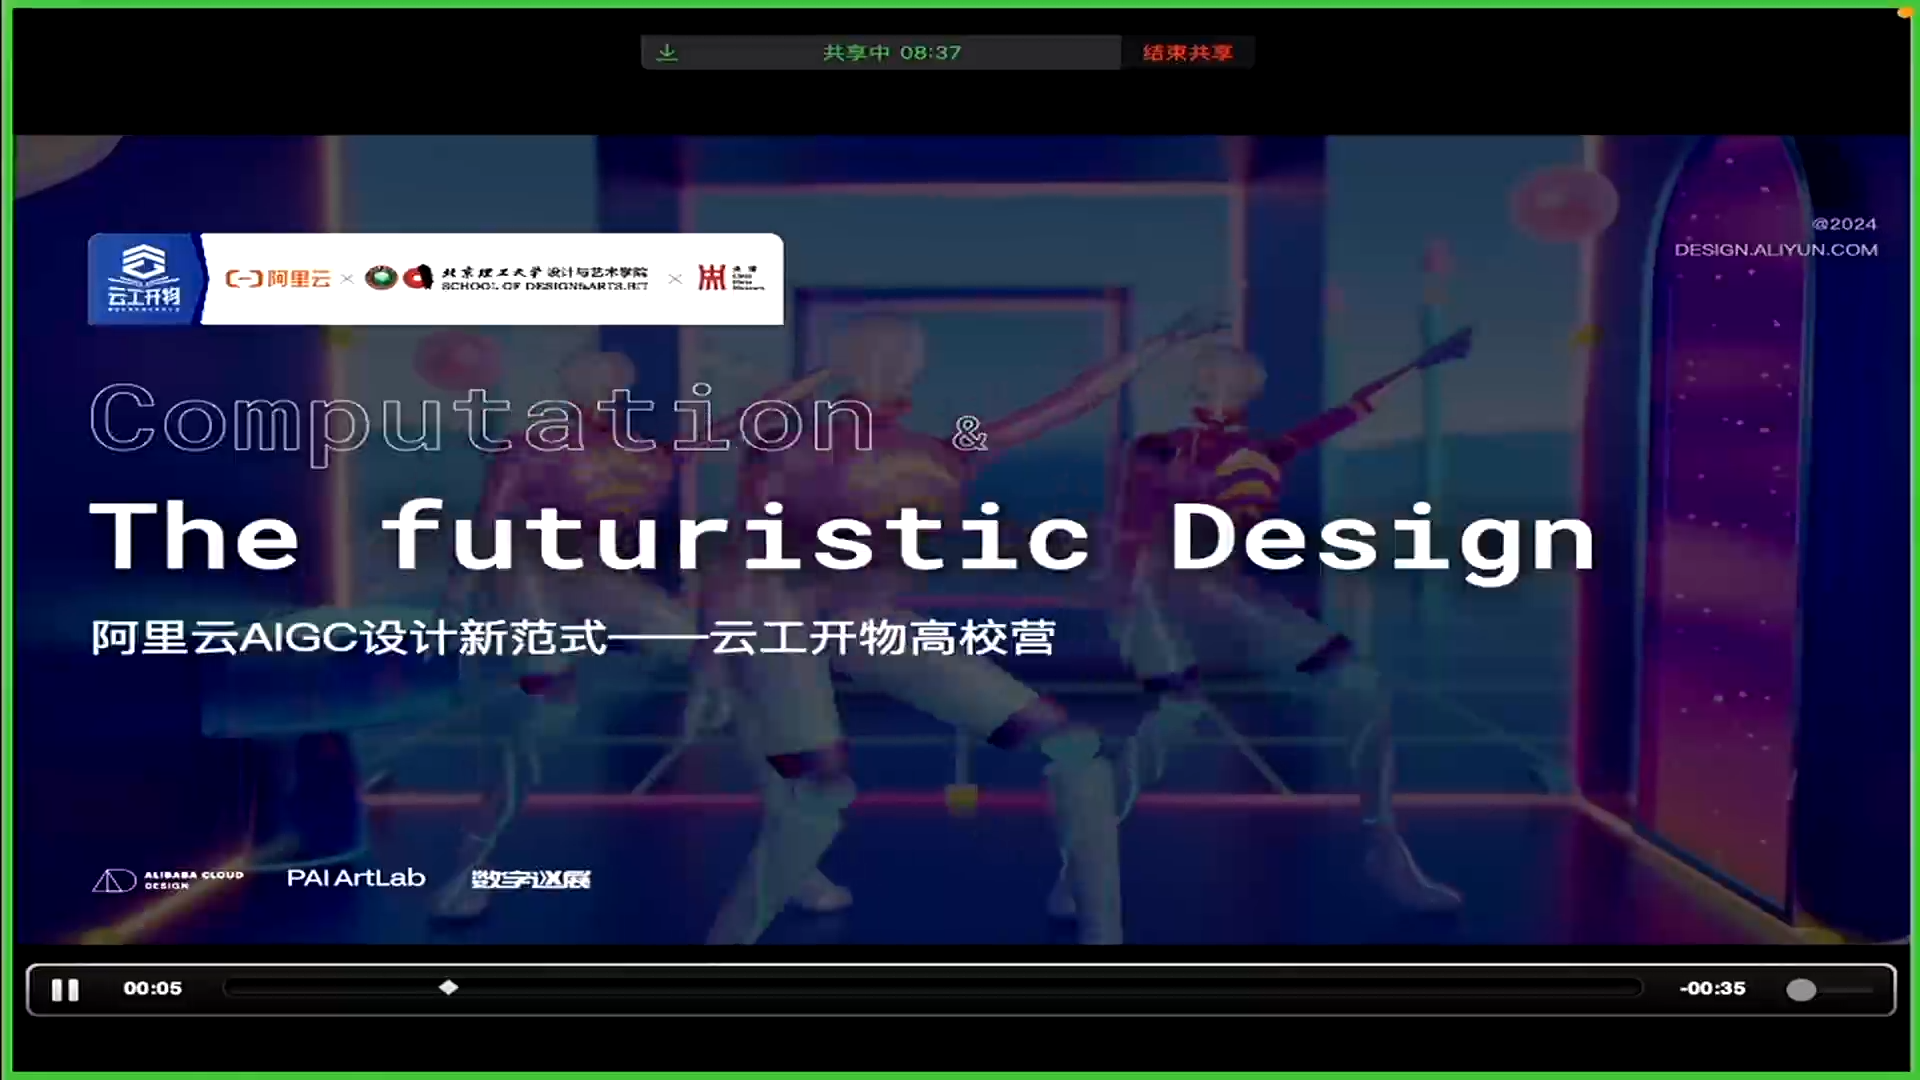 共享中 08:37
结束共享
@2024
DESIGN.ALIYUN.COM
云工开物
阿里云 × 北京理工大学 设计与艺术学院 ×
SCHOOL OF DESIGN&ARTS.BIT
Computation &
The futuristic Design
阿里云AIGC设计新范式——云工开物高校营
ALIBABA CLOUD
DESIGN
PAI ArtLab
数字巡展
00:05
-00:35